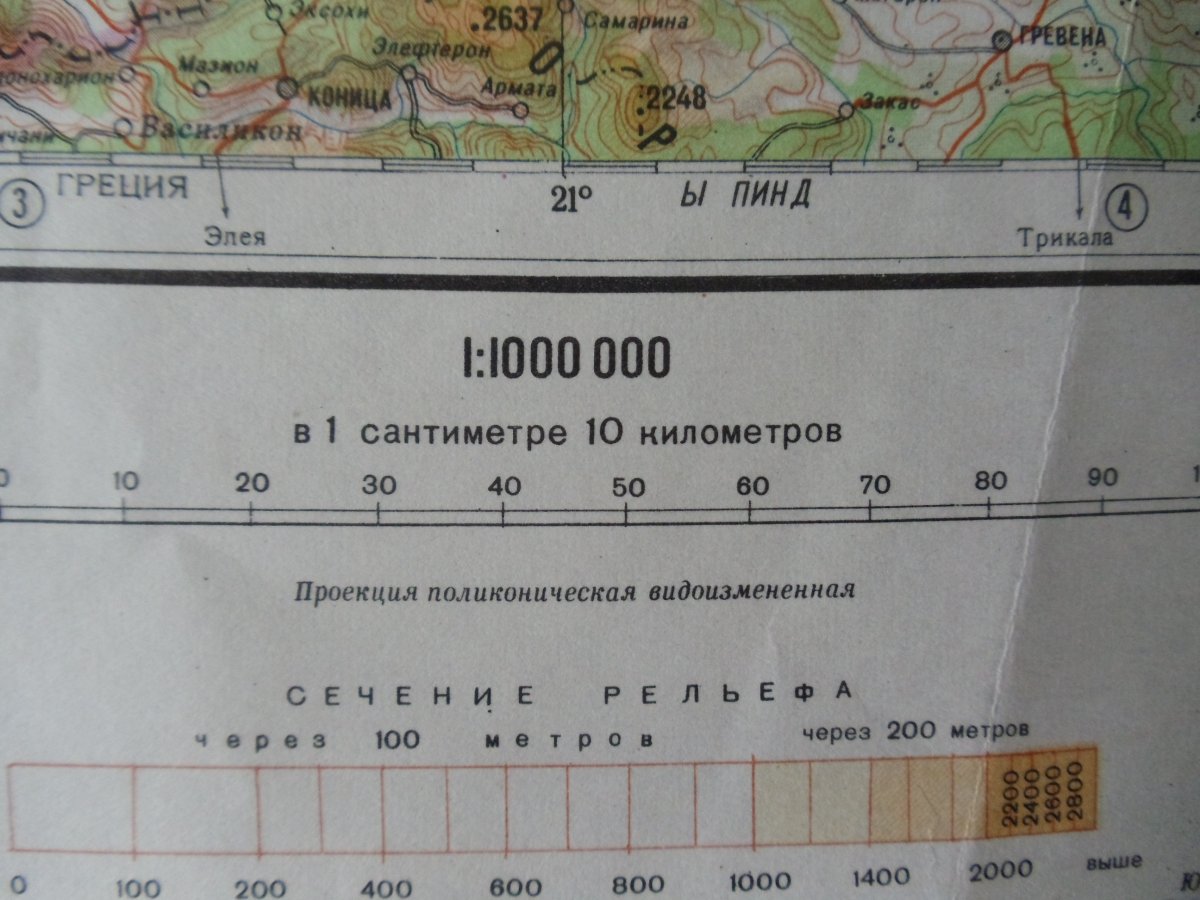 Эксохи
.2637
Самарина
ГРЕВЕНА
Элефтерон
Мазион
КОНИЦА
Армата
О
2248
Закас
Р
Василикон
3
ГРЕЦИЯ
21°
Ы ПИНД
4
Элея
Трикала
1:1000 000
в 1 сантиметре 10 километров
0 10 20 30 40 50 60 70 80 90
Проекция поликоническая видоизмененная
СЕЧЕНИЕ РЕЛЬЕФА
через 100 метров через 200 метров
2200 2400 2600 2800
0 100 200 400 600 800 1000 1400 2000 выше